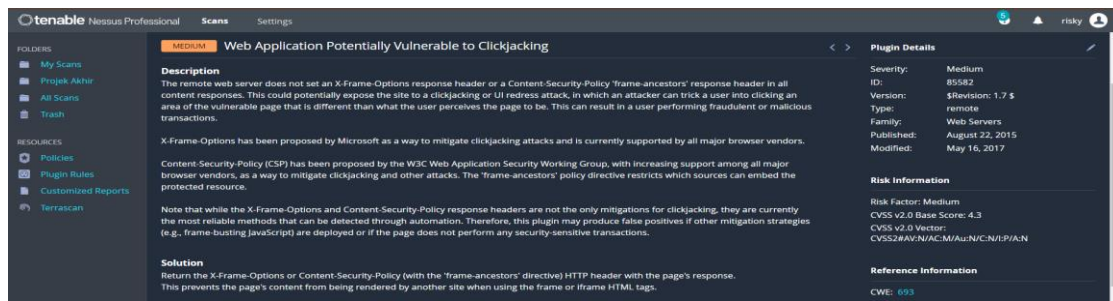 tenable Nessus Professional Scans Settings 5 risky
FOLDERS
My Scans
Projek Akhir
All Scans
Trash
RESOURCES
Policies
Plugin Rules
Customized Reports
Terrascan
MEDIUM Web Application Potentially Vulnerable to Clickjacking < >
Description
The remote web server does not set an X-Frame-Options response header or a Content-Security-Policy 'frame-ancestors' response header in all
content responses. This could potentially expose the site to a clickjacking or UI redress attack, in which an attacker can trick a user into clicking an
area of the vulnerable page that is different than what the user perceives the page to be. This can result in a user performing fraudulent or malicious
transactions.
X-Frame-Options has been proposed by Microsoft as a way to mitigate clickjacking attacks and is currently supported by all major browser vendors.
Content-Security-Policy (CSP) has been proposed by the W3C Web Application Security Working Group, with increasing support among all major
browser vendors, as a way to mitigate clickjacking and other attacks. The 'frame-ancestors' policy directive restricts which sources can embed the
protected resource.
Note that while the X-Frame-Options and Content-Security-Policy response headers are not the only mitigations for clickjacking, they are currently
the most reliable methods that can be detected through automation. Therefore, this plugin may produce false positives if other mitigation strategies
(e.g., frame-busting JavaScript) are deployed or if the page does not perform any security-sensitive transactions.
Solution
Return the X-Frame-Options or Content-Security-Policy (with the 'frame-ancestors' directive) HTTP header with the page's response.
This prevents the page's content from being rendered by another site when using the frame or iframe HTML tags.
Plugin Details
Severity: Medium
ID: 85582
Version: $Revision: 1.7 $
Type: remote
Family: Web Servers
Published: August 22, 2015
Modified: May 16, 2017
Risk Information
Risk Factor: Medium
CVSS v2.0 Base Score: 4.3
CVSS v2.0 Vector:
CVSS2#AV:N/AC:M/Au:N/C:N/I:P/A:N
Reference Information
CWE: 693